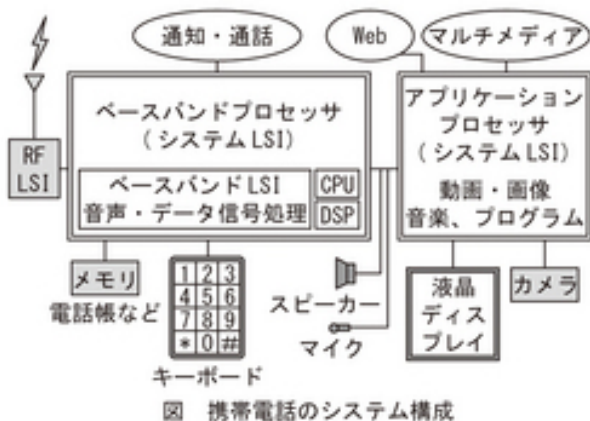 通知・通話
Web
マルチメディア
ベースバンドプロセッサ
(システムLSI)
アプリケーション
プロセッサ
(システムLSI)
動画・画像
音楽、プログラム
RF
LSI
ベースバンドLSI
音声・データ信号処理
CPU
DSP
メモリ
電話帳など
1 2 3
4 5 6
7 8 9
* 0 #
キーボード
スピーカー
マイク
液晶
ディス
プレイ
カメラ
図 携帯電話のシステム構成